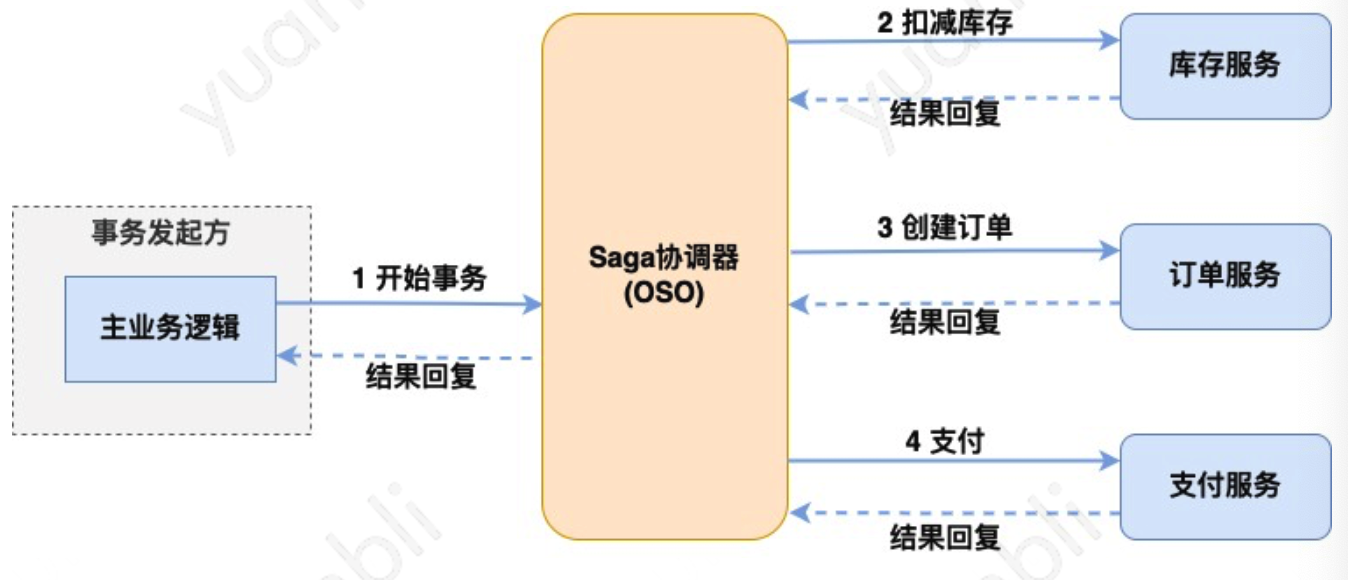 事务发起方
主业务逻辑
1 开始事务
结果回复
Saga协调器
(OSO)
2 扣减库存
结果回复
库存服务
3 创建订单
结果回复
订单服务
4 支付
结果回复
支付服务